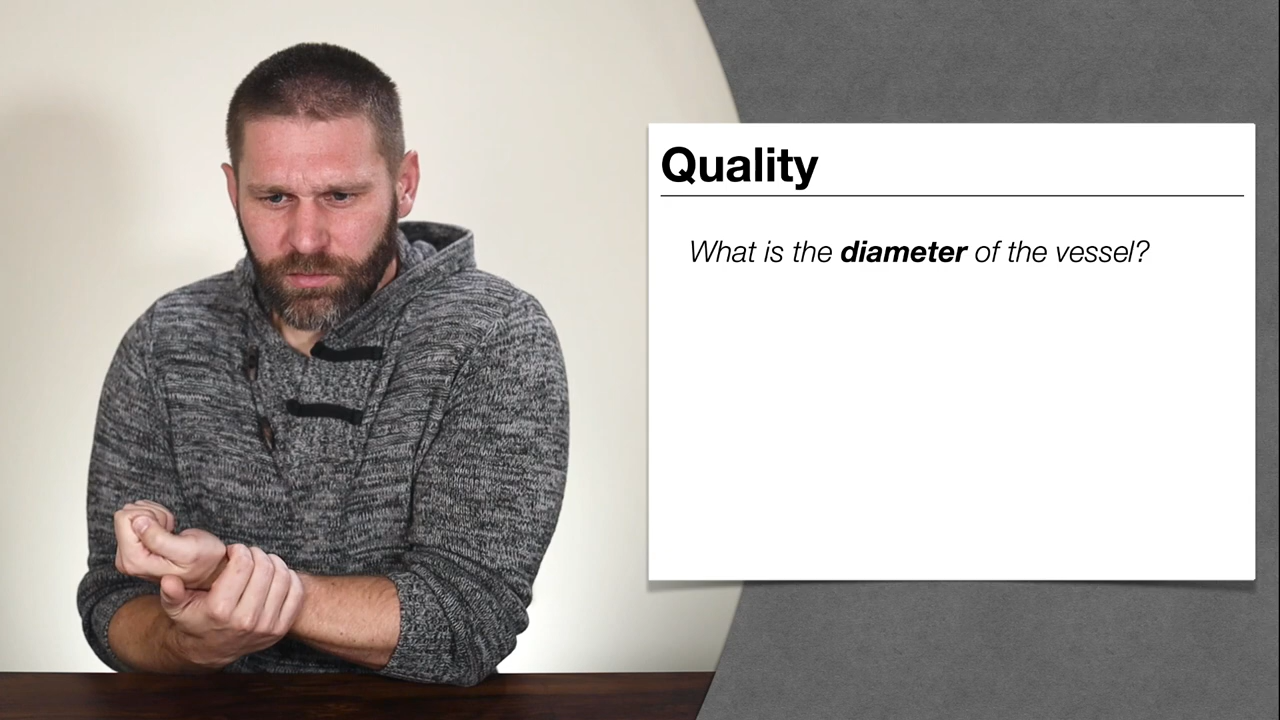 Quality
What is the diameter of the vessel?